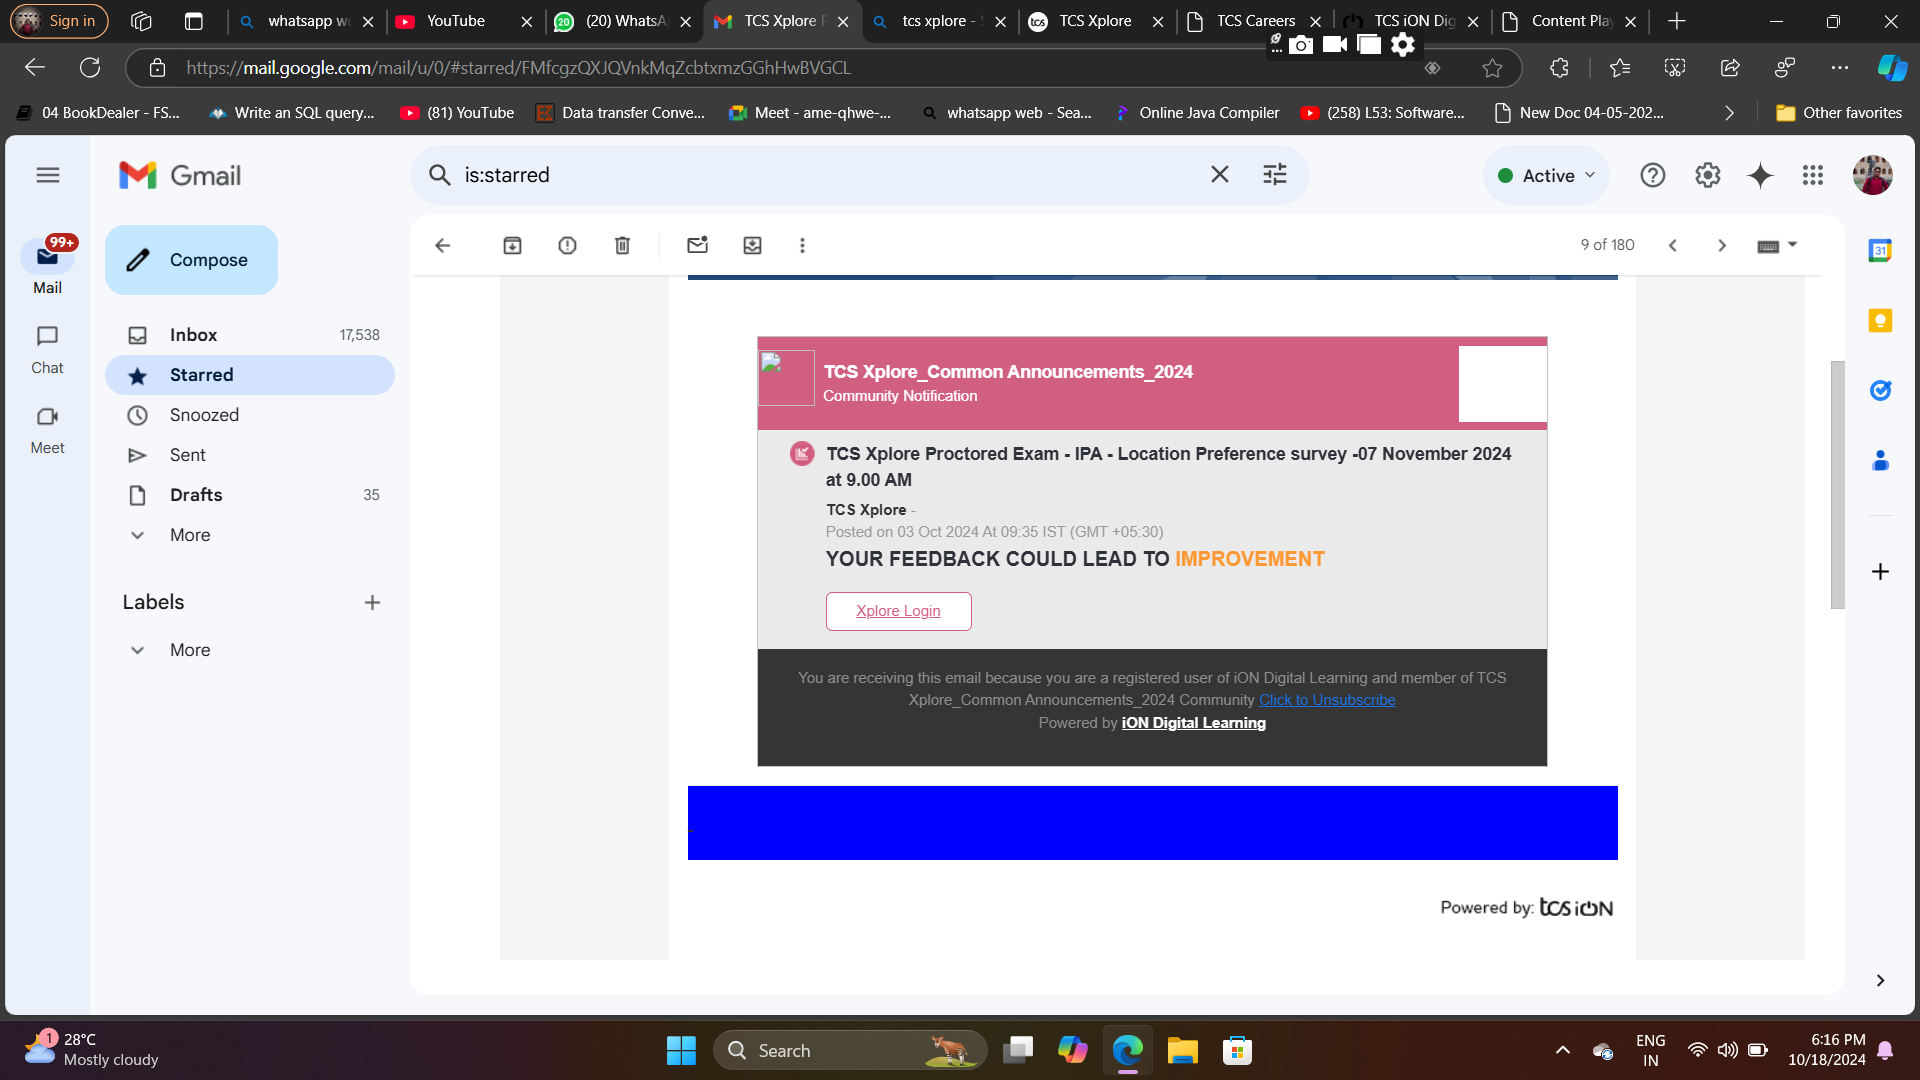 Sign in
whatsapp we
YouTube
(20) WhatsA
TCS Xplore P
tcs xplore - S
TCS Xplore
TCS Careers
TCS iON Dig
Content Play
https://mail.google.com/mail/u/0/#starred/FMfcgzQXJQVnkMqZcbtxmzGGhHwBVGCL
04 BookDealer - FS...
Write an SQL query...
(81) YouTube
Data transfer Conve...
Meet - ame-qhwe-...
whatsapp web - Sea...
Online Java Compiler
(258) L53: Software...
New Doc 04-05-202...
Other favorites
Gmail
is:starred
Active
99+
Mail
Chat
Meet
Compose
Inbox 17,538
Starred
Snoozed
Sent
Drafts 35
More
Labels
More
9 of 180
31
TCS Xplore_Common Announcements_2024
Community Notification
TCS Xplore Proctored Exam - IPA - Location Preference survey -07 November 2024
at 9.00 AM
TCS Xplore -
Posted on 03 Oct 2024 At 09:35 IST (GMT +05:30)
YOUR FEEDBACK COULD LEAD TO IMPROVEMENT
Xplore Login
You are receiving this email because you are a registered user of iON Digital Learning and member of TCS
Xplore_Common Announcements_2024 Community Click to Unsubscribe
Powered by iON Digital Learning
Powered by: tcs iON
1
28°C
Mostly cloudy
Search
ENG
IN
6:16 PM
10/18/2024